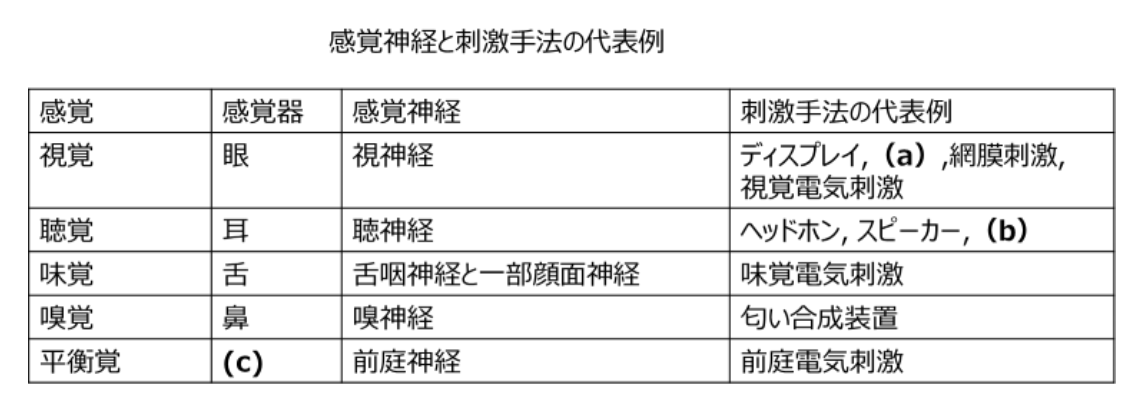 感覚神経と刺激手法の代表例
感覚 感覚器 感覚神経 刺激手法の代表例
視覚 眼 視神経 ディスプレイ, (a) ,網膜刺激,
視覚電気刺激
聴覚 耳 聴神経 ヘッドホン, スピーカー, (b)
味覚 舌 舌咽神経と一部顔面神経 味覚電気刺激
嗅覚 鼻 嗅神経 匂い合成装置
平衡覚 (c) 前庭神経 前庭電気刺激